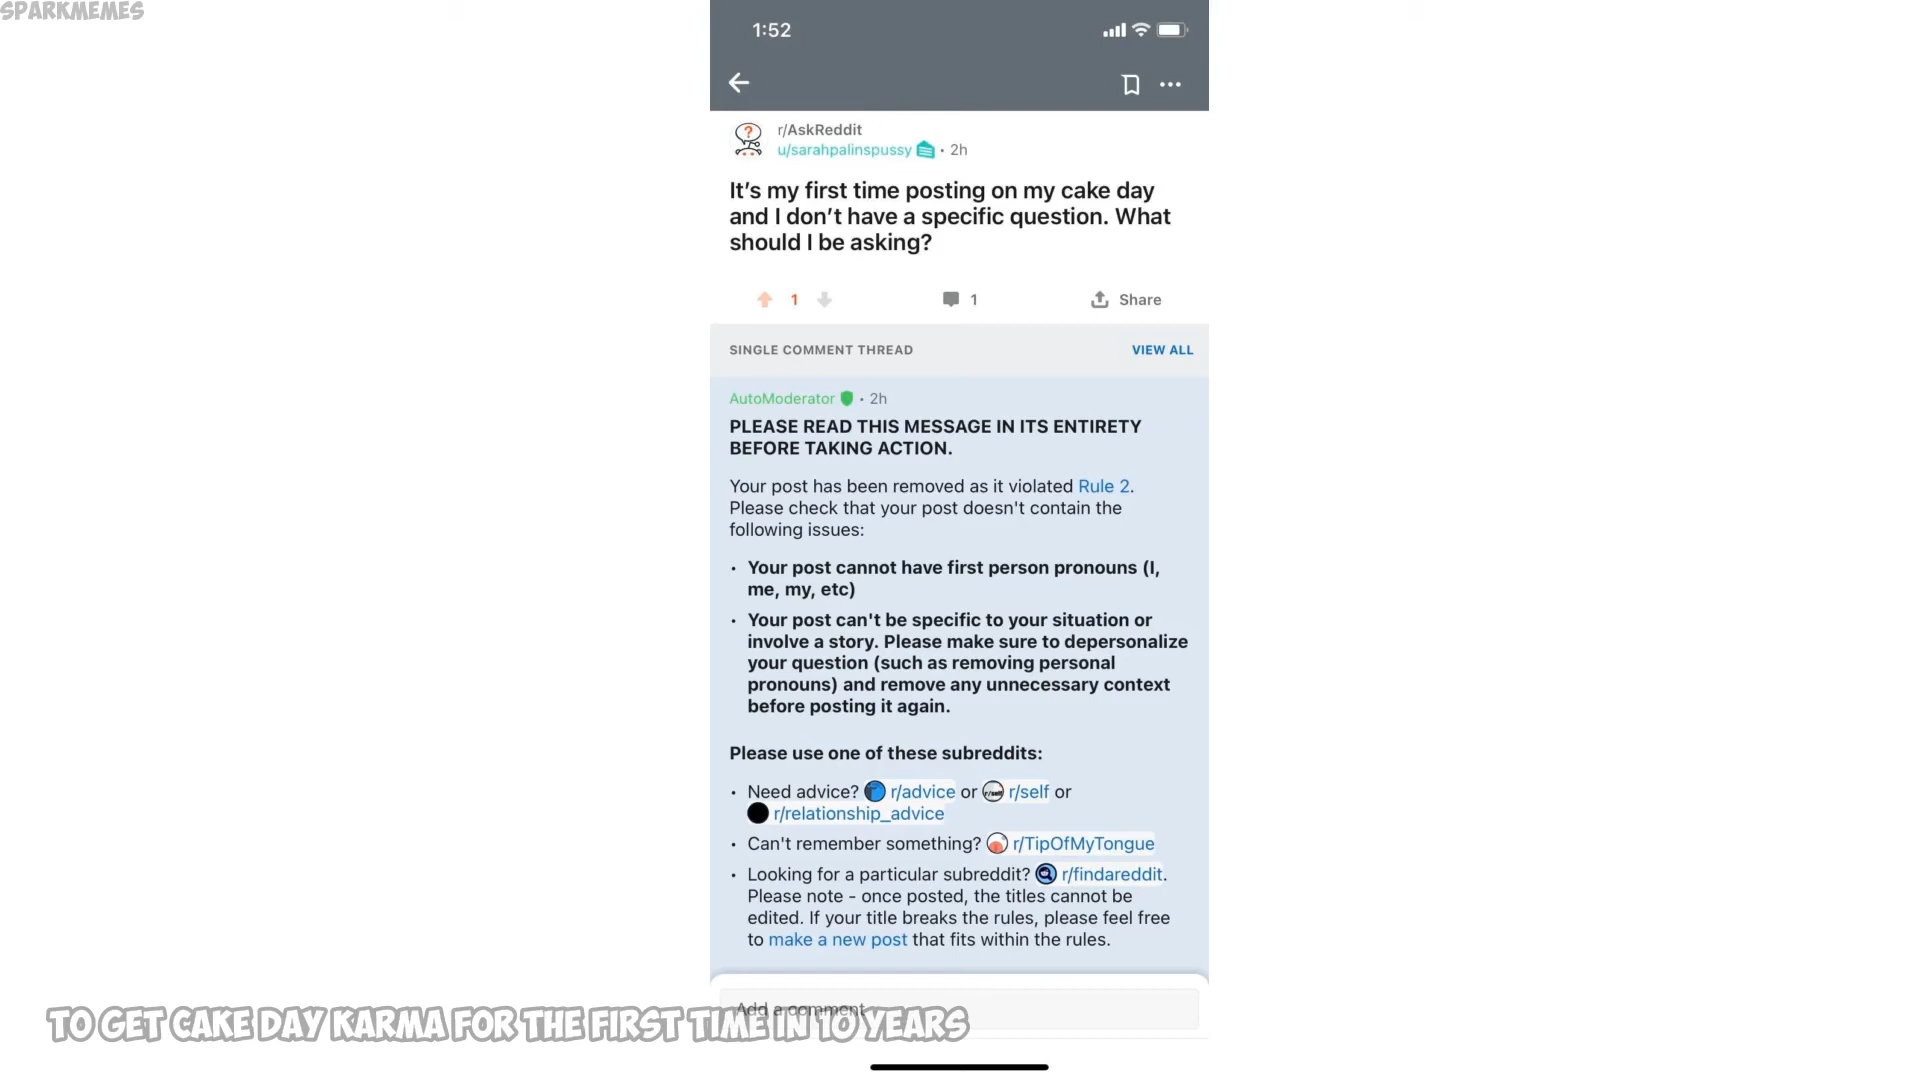 SPARKMEMES
1:52
r/AskReddit
u/sarahpalinspussy • 2h
It’s my first time posting on my cake day
and I don’t have a specific question. What
should I be asking?
1
1
Share
SINGLE COMMENT THREAD
VIEW ALL
AutoModerator • 2h
PLEASE READ THIS MESSAGE IN ITS ENTIRETY
BEFORE TAKING ACTION.
Your post has been removed as it violated Rule 2.
Please check that your post doesn't contain the
following issues:
• Your post cannot have first person pronouns (I,
me, my, etc)
• Your post can't be specific to your situation or
involve a story. Please make sure to depersonalize
your question (such as removing personal
pronouns) and remove any unnecessary context
before posting it again.
Please use one of these subreddits:
• Need advice? r/advice or r/self or
r/relationship_advice
• Can't remember something? r/TipOfMyTongue
• Looking for a particular subreddit? r/findareddit.
Please note - once posted, the titles cannot be
edited. If your title breaks the rules, please feel free
to make a new post that fits within the rules.
Add a comment
TO GET CAKE DAY KARMA FOR THE FIRST TIME IN 10 YEARS